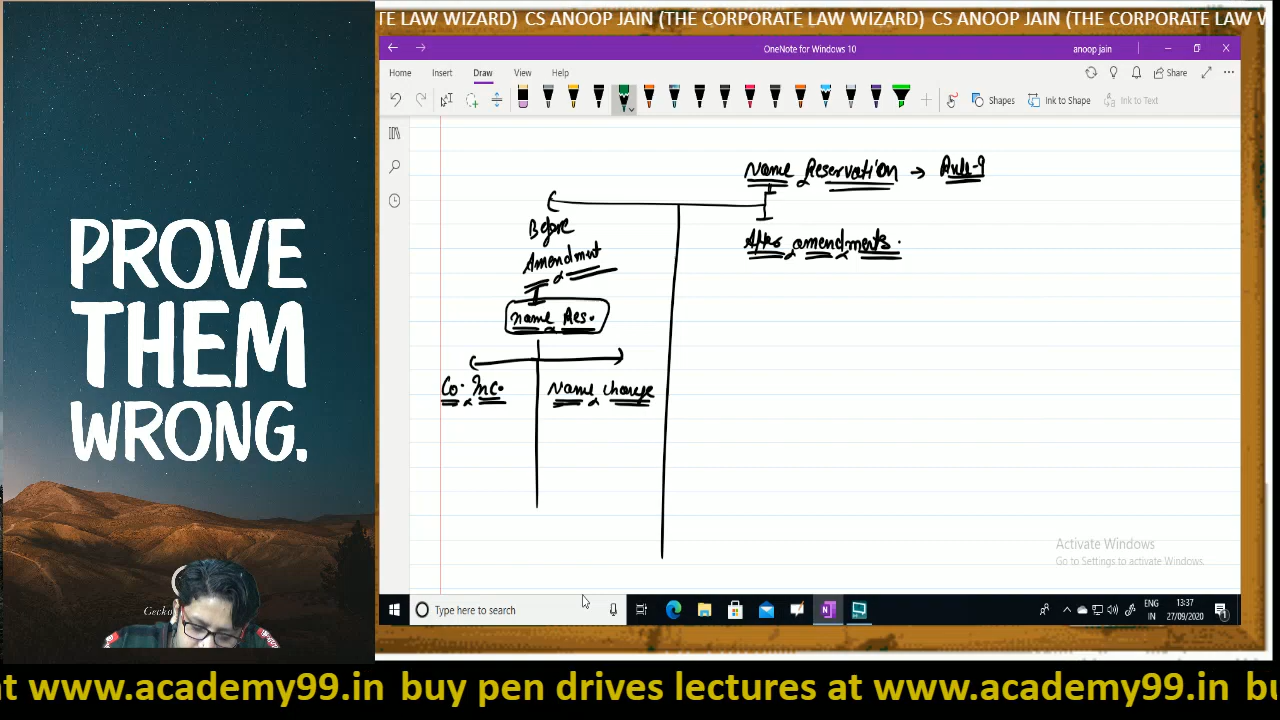 TE LAW WIZARD) CS ANOOP JAIN (THE CORPORATE LAW WIZARD) CS ANOOP JAIN (THE CORPORATE LAW W
OneNote for Windows 10
anoop jain
Home Insert Draw View Help
Share
Shapes Ink to Shape Ink to Text
Name Reservation → Rule-9
Before
Amendment
After amendments.
Name Res.
Co. Inc. Name change
PROVE
THEM
WRONG.
Gecko
Activate Windows
Go to Settings to activate Windows.
Type here to search
ENG
IN
13:37
27/09/2020
at www.academy99.in buy pen drives lectures at www.academy99.in bu